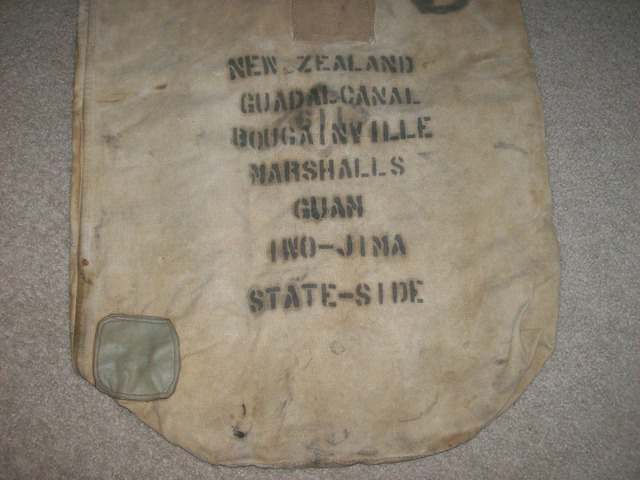 NEW ZEALAND
GUADALCANAL
BOUGAINVILLE
MARSHALLS
GUAM
IWO-JIMA
STATE-SIDE